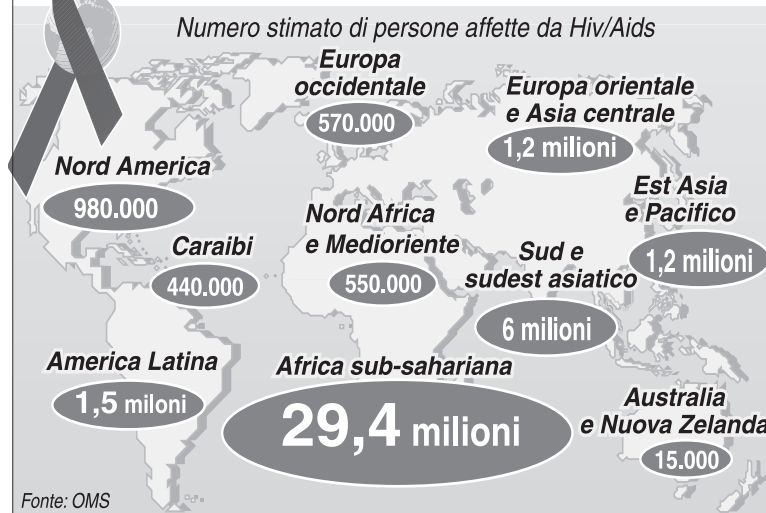 Numero stimato di persone affette da Hiv/Aids
Europa
occidentale
570.000
Europa orientale
e Asia centrale
1,2 milioni
Nord America
980.000
Est Asia
e Pacifico
1,2 milioni
Nord Africa
e Medioriente
550.000
Caraibi
440.000
Sud e
sudest asiatico
6 milioni
America Latina
1,5 miloni
Africa sub-sahariana
29,4 milioni
Australia
e Nuova Zelanda
15.000
Fonte: OMS